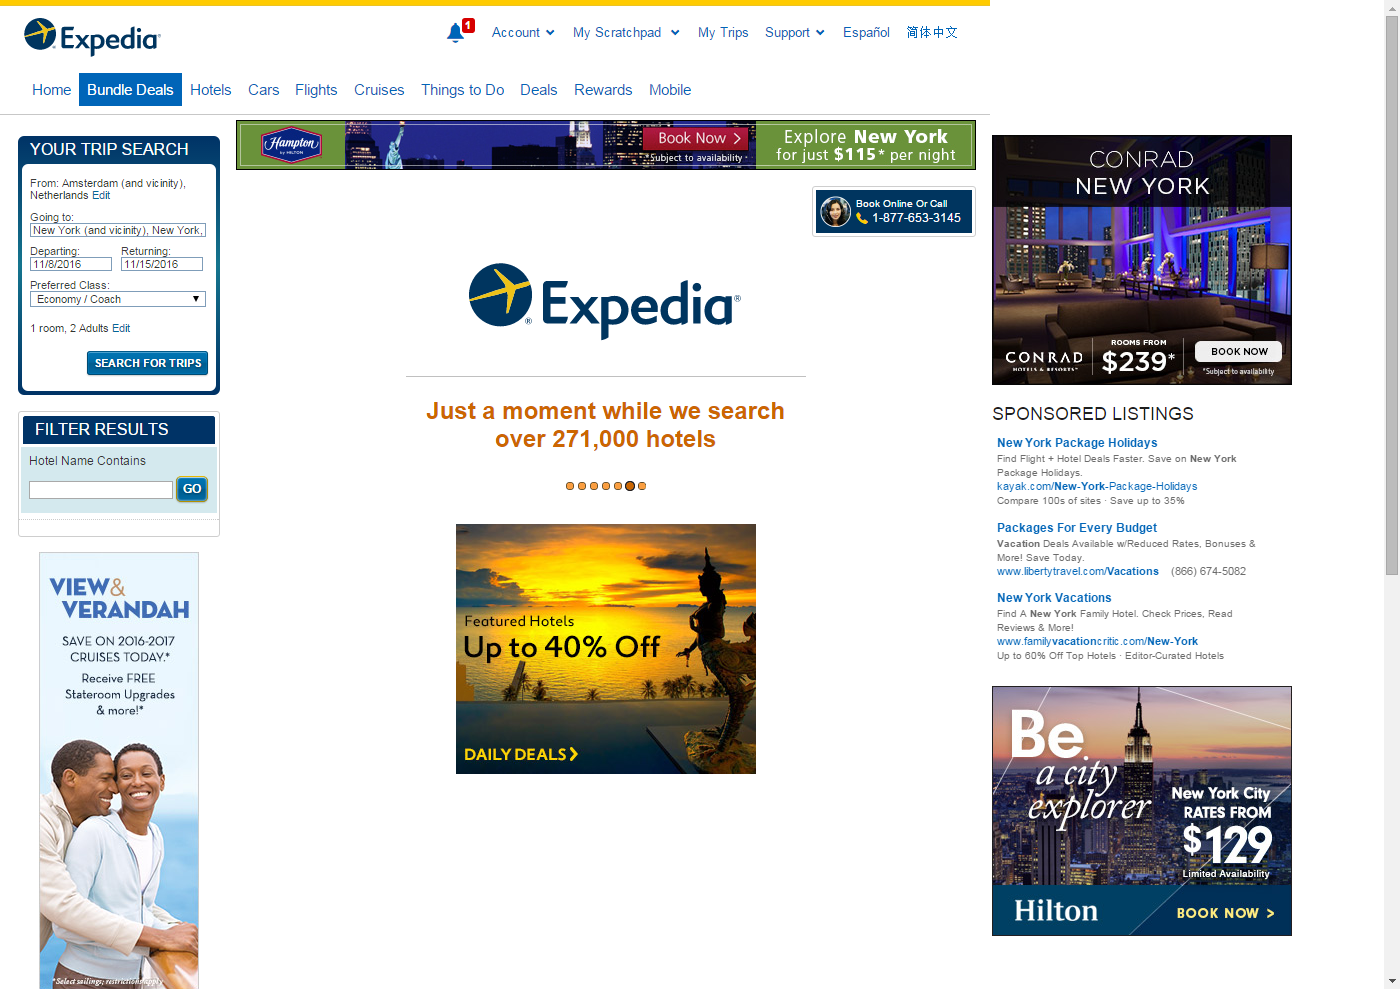 Expedia
1
Account
My Scratchpad
My Trips
Support
Español
简体中文
Home
Bundle Deals
Hotels
Cars
Flights
Cruises
Things to Do
Deals
Rewards
Mobile
YOUR TRIP SEARCH
From: Amsterdam (and vicinity),
Netherlands Edit
Going to:
New York (and vicinity), New York,
Departing: Returning:
11/8/2016 11/15/2016
Preferred Class:
Economy / Coach
1 room, 2 Adults Edit
SEARCH FOR TRIPS
FILTER RESULTS
Hotel Name Contains
GO
VIEW &
VERANDAH
SAVE ON 2016-2017
CRUISES TODAY.*
Receive FREE
Stateroom Upgrades
& more!*
*Select sailings; restrictions apply
Hampton
by HILTON
Book Now >
Subject to availability
Explore New York
for just $115* per night
Book Online Or Call
1-877-653-3145
Expedia®
Just a moment while we search
over 271,000 hotels
Featured Hotels
Up to 40% Off
DAILY DEALS >
CONRAD
NEW YORK
CONRAD
HOTELS & RESORTS™
ROOMS FROM
$239*
BOOK NOW
*Subject to availability
SPONSORED LISTINGS
New York Package Holidays
Find Flight + Hotel Deals Faster. Save on New York
Package Holidays.
kayak.com/New-York-Package-Holidays
Compare 100s of sites · Save up to 35%
Packages For Every Budget
Vacation Deals Available w/Reduced Rates, Bonuses &
More! Save Today.
www.libertytravel.com/Vacations (866) 674-5082
New York Vacations
Find A New York Family Hotel. Check Prices, Read
Reviews & More!
www.familyvacationcritic.com/New-York
Up to 60% Off Top Hotels · Editor-Curated Hotels
Be
a city
explorer
New York City
RATES FROM
$129
Limited Availability
Hilton
BOOK NOW >